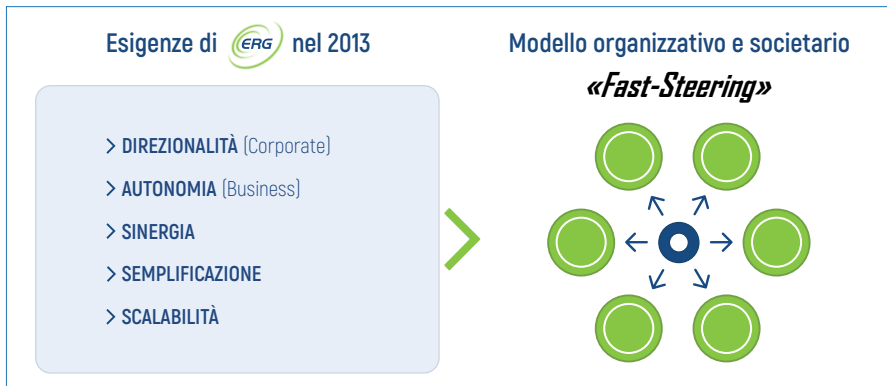 Esigenze di ERG nel 2013
> DIREZIONALITÀ (Corporate)
> AUTONOMIA (Business)
> SINERGIA
> SEMPLIFICAZIONE
> SCALABILITÀ
Modello organizzativo e societario
«Fast-Steering»